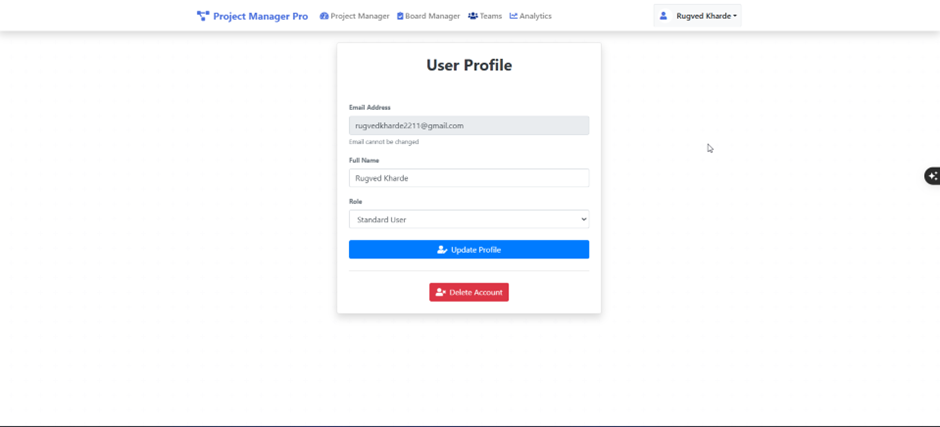 Project Manager Pro Project Manager Board Manager Teams Analytics Rugved Kharde
User Profile
Email Address
rugvedkharde2211@gmail.com
Email cannot be changed
Full Name
Rugved Kharde
Role
Standard User
Update Profile
Delete Account